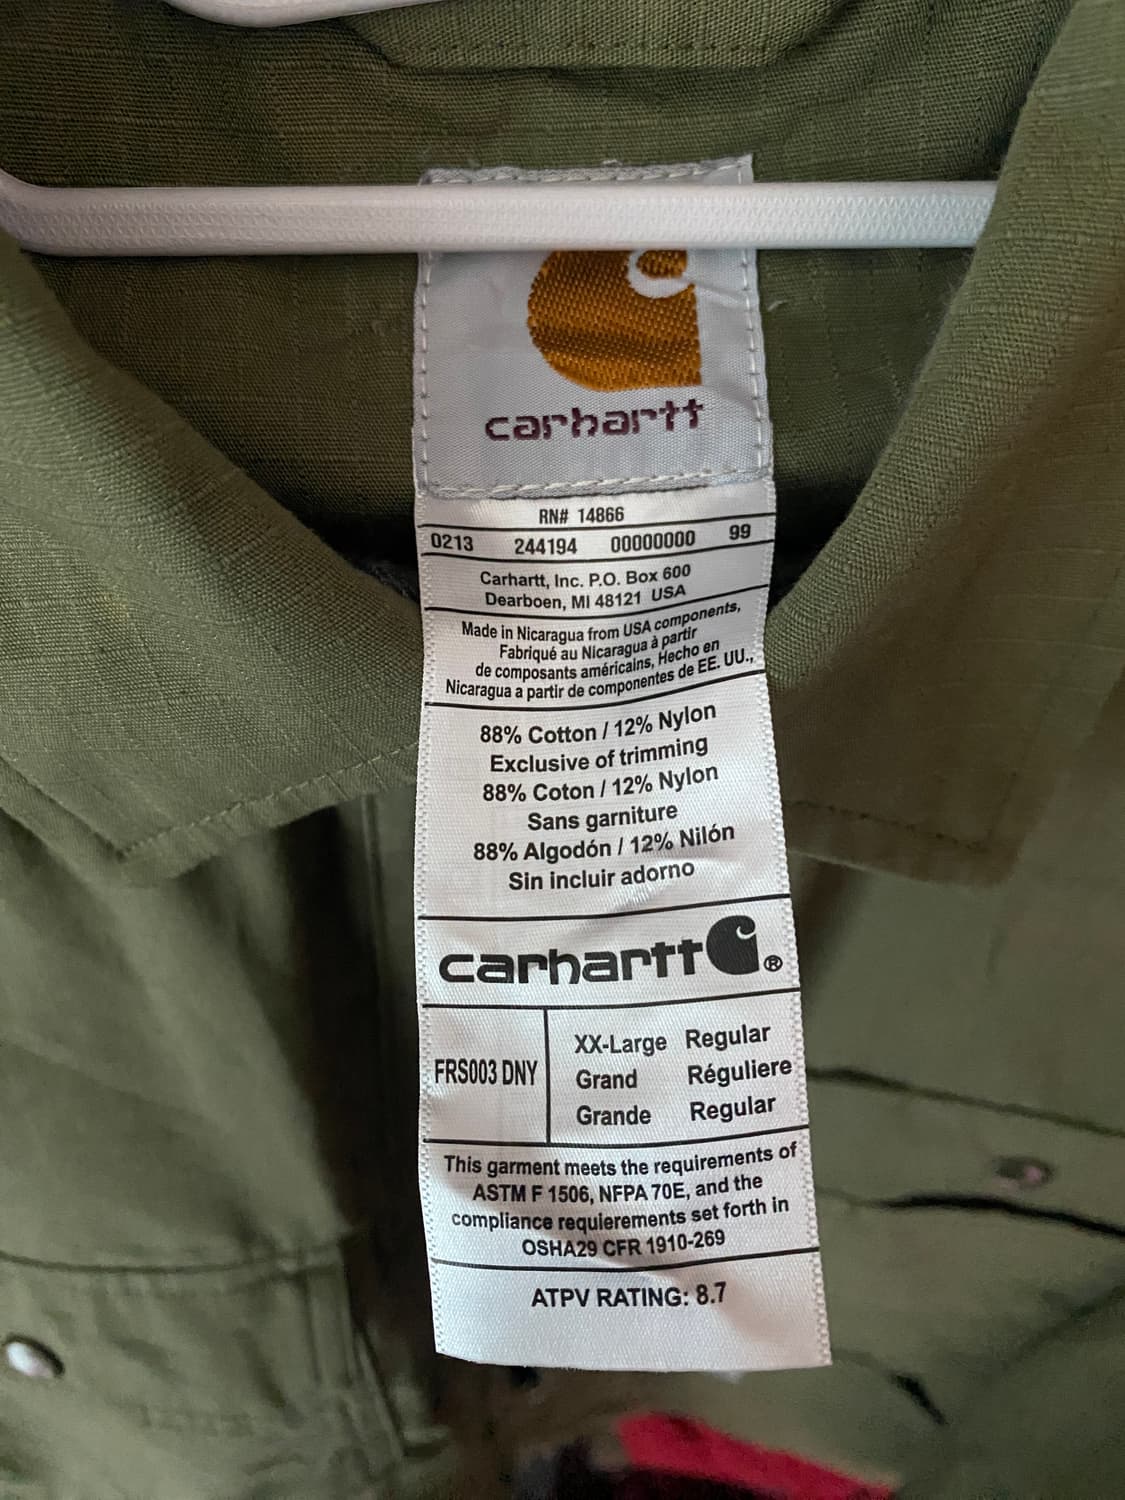 carhartt
RN# 14866
0213 244194 00000000 99
Carhartt, Inc. P.O. Box 600
Dearboen, MI 48121 USA
Made in Nicaragua from USA components,
Fabriqué au Nicaragua à partir
de composants américains, Hecho en
Nicaragua a partir de componentes de EE. UU.,
88% Cotton / 12% Nylon
Exclusive of trimming
88% Coton / 12% Nylon
Sans garniture
88% Algodón / 12% Nilón
Sin incluir adorno
carhartt ®
FRS003 DNY
XX-Large Regular
Grand Réguliere
Grande Regular
This garment meets the requirements of
ASTM F 1506, NFPA 70E, and the
compliance requierements set forth in
OSHA29 CFR 1910-269
ATPV RATING: 8.7